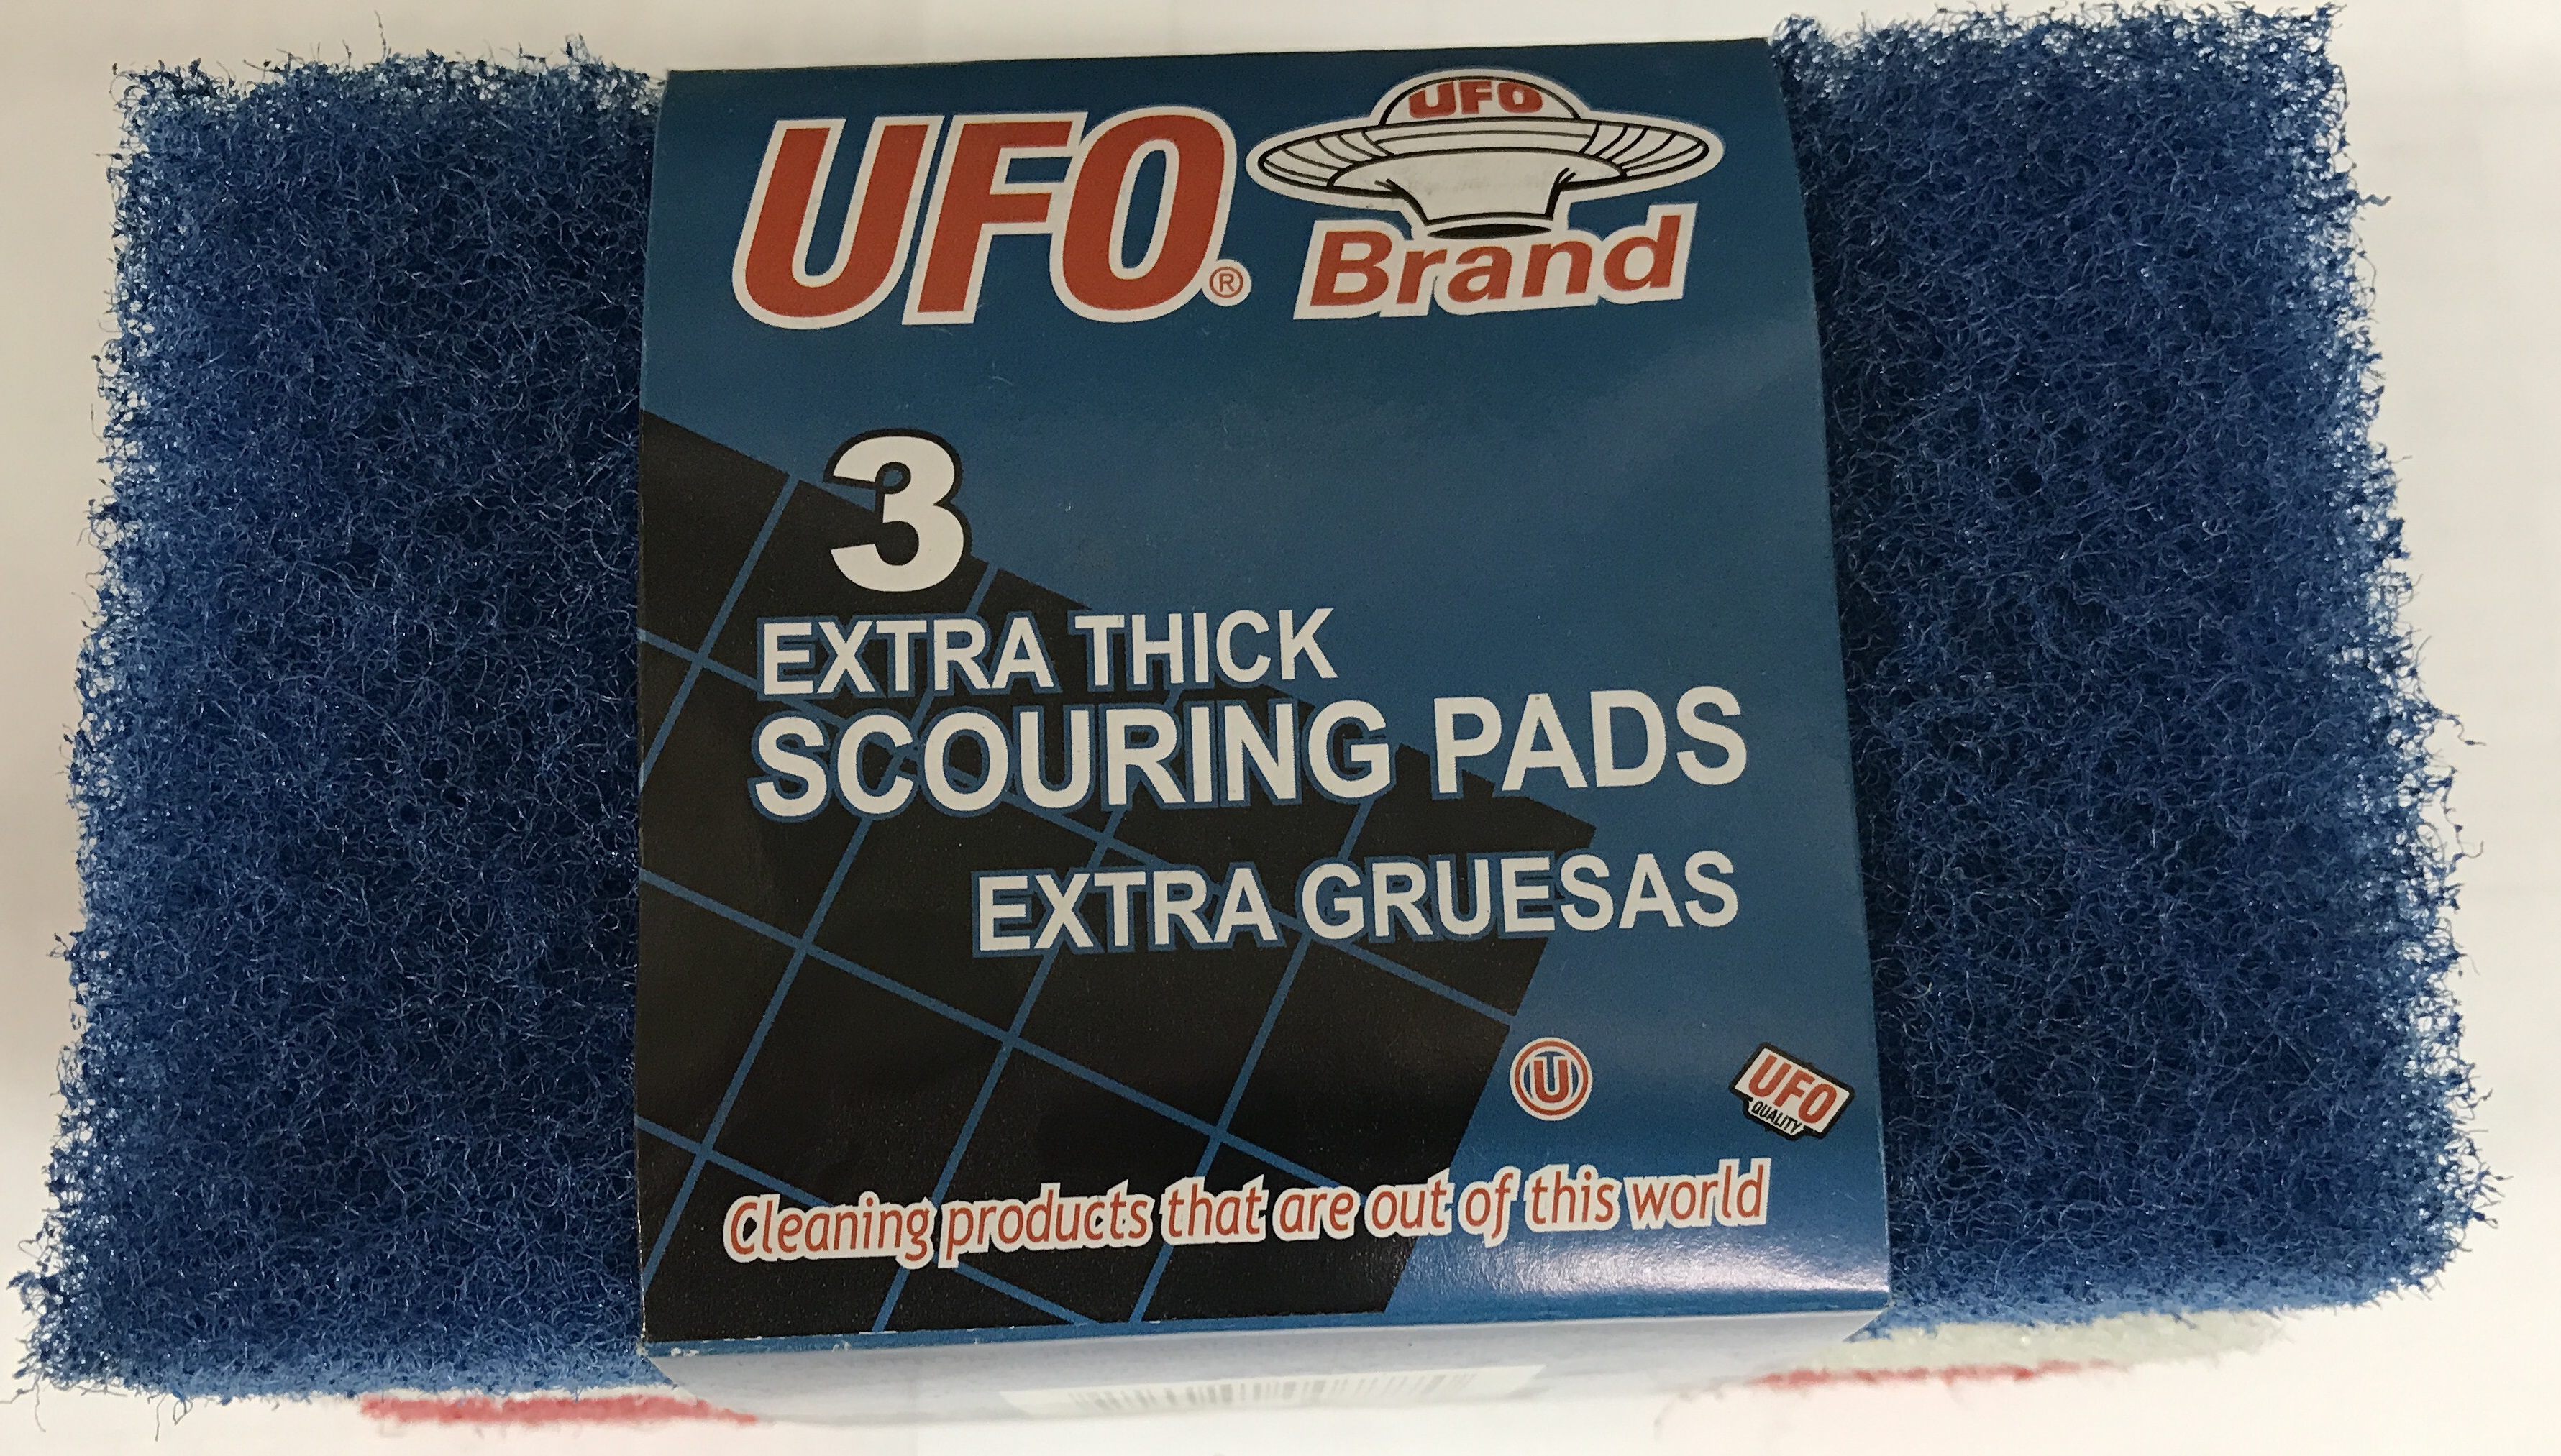 UFO
UFO®
Brand
3
EXTRA THICK
SCOURING PADS
EXTRA GRUESAS
U
UFO
QUALITY
Cleaning products that are out of this world